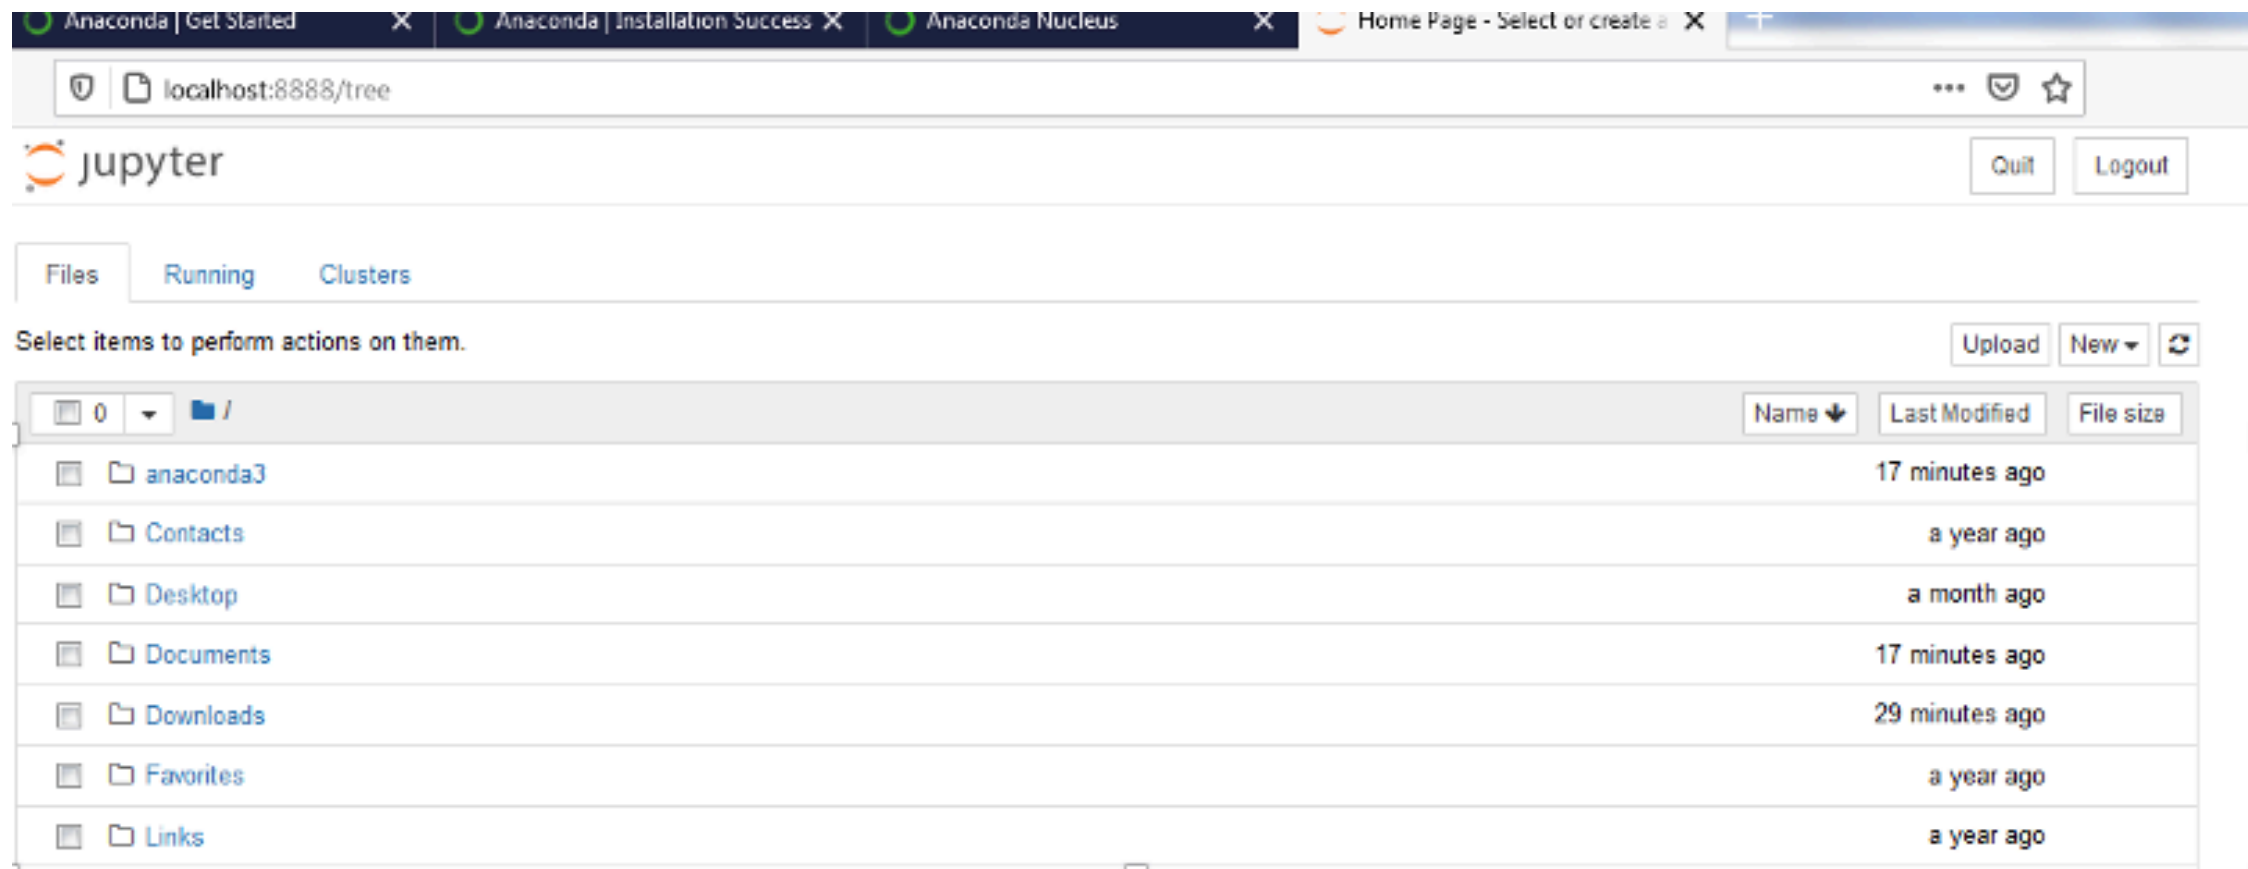 Anaconda | Get Started Anaconda | Installation Success Anaconda Nucleus Home Page - Select or create a
localhost:8888/tree
jupyter Quit Logout
Files Running Clusters
Select items to perform actions on them. Upload New
0 / Name Last Modified File size
anaconda3 17 minutes ago
Contacts a year ago
Desktop a month ago
Documents 17 minutes ago
Downloads 29 minutes ago
Favorites a year ago
Links a year ago